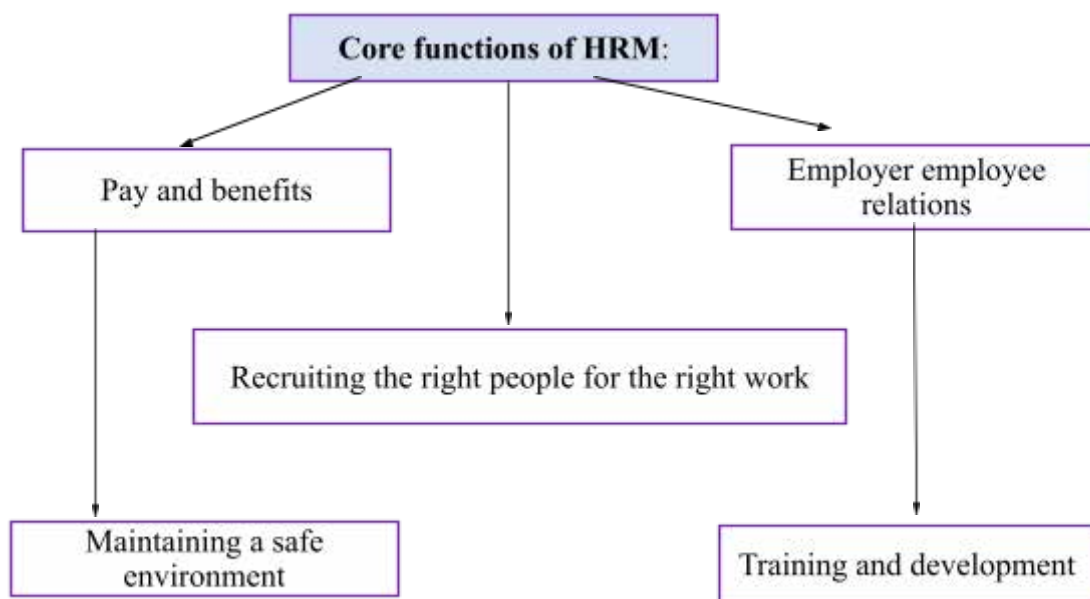 Core functions of HRM:
Pay and benefits
Employer employee
relations
Recruiting the right people for the right work
Maintaining a safe
environment
Training and development